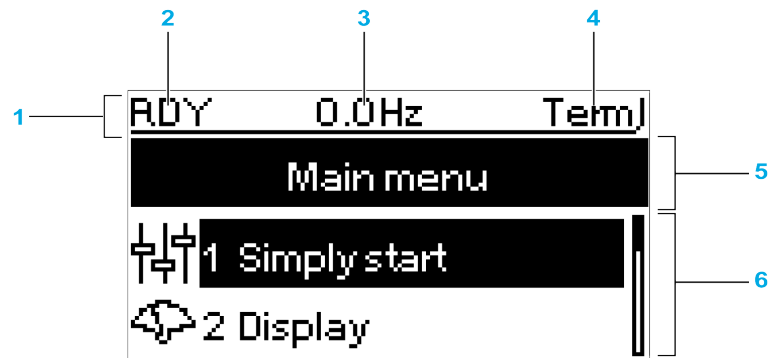 2 3 4
1 RDY 0.0Hz Term
Main menu 5
1 Simply start
6
2 Display